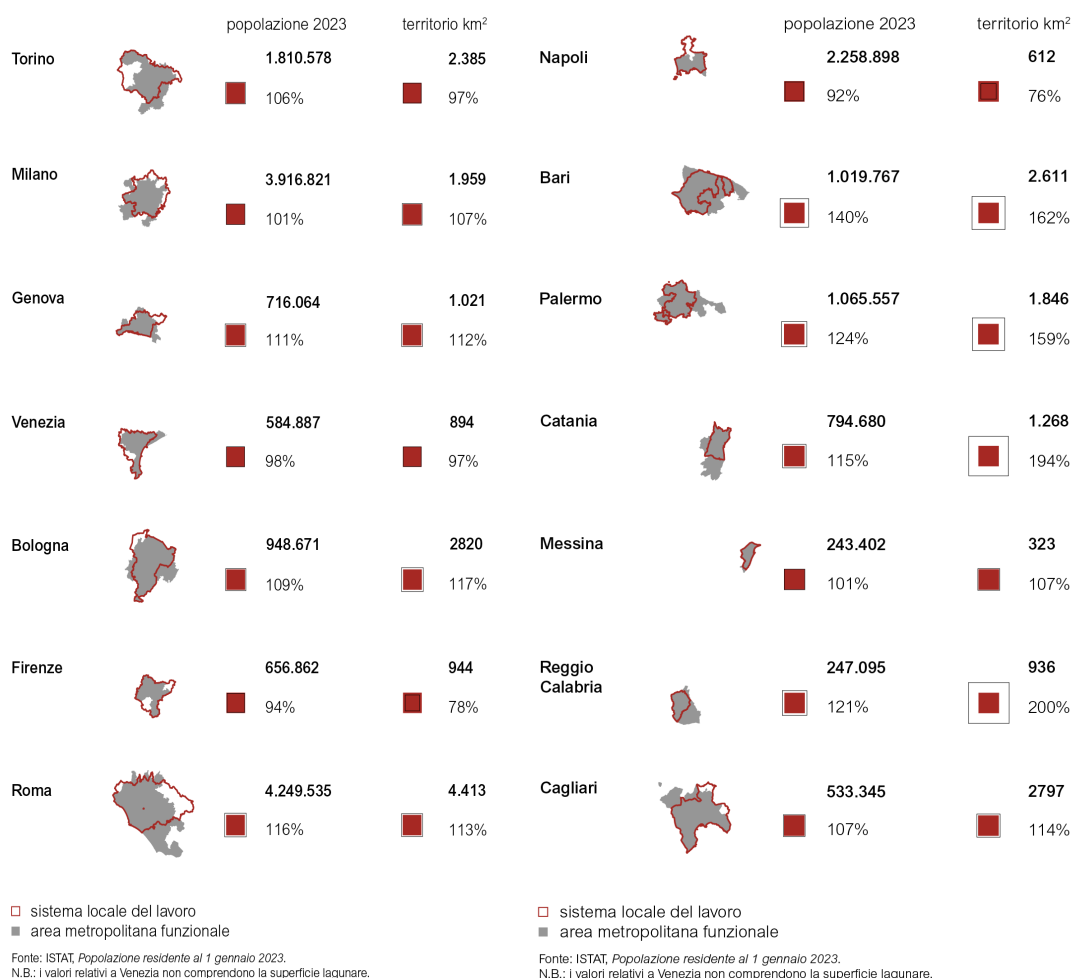 popolazione 2023 territorio km²
Torino 1.810.578 2.385
106% 97%
Milano 3.916.821 1.959
101% 107%
Genova 716.064 1.021
111% 112%
Venezia 584.887 894
98% 97%
Bologna 948.671 2820
109% 117%
Firenze 656.862 944
94% 78%
Roma 4.249.535 4.413
116% 113%
sistema locale del lavoro
area metropolitana funzionale
Fonte: ISTAT, Popolazione residente al 1 gennaio 2023.
N.B.: i valori relativi a Venezia non comprendono la superficie lagunare.
popolazione 2023 territorio km²
Napoli 2.258.898 612
92% 76%
Bari 1.019.767 2.611
140% 162%
Palermo 1.065.557 1.846
124% 159%
Catania 794.680 1.268
115% 194%
Messina 243.402 323
101% 107%
Reggio 247.095 936
Calabria
121% 200%
Cagliari 533.345 2797
107% 114%
sistema locale del lavoro
area metropolitana funzionale
Fonte: ISTAT, Popolazione residente al 1 gennaio 2023.
N.B.: i valori relativi a Venezia non comprendono la superficie lagunare.